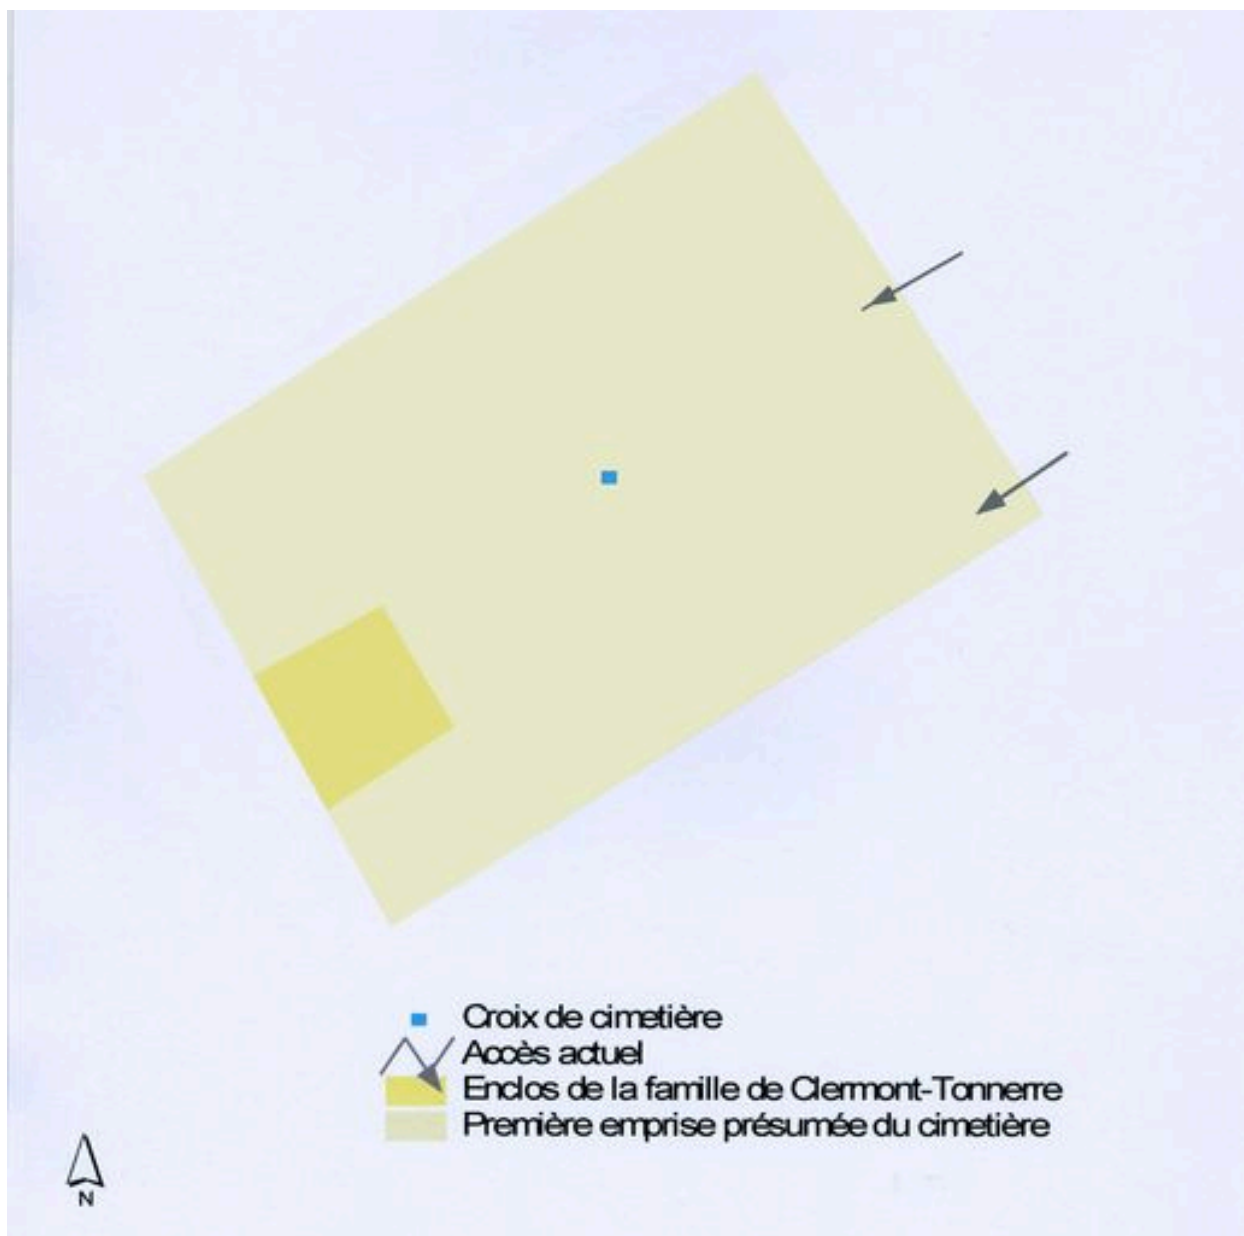 Croix de cimetière
Accès actuel
Enclos de la famille de Clermont-Tonnerre
Première emprise présumée du cimetière
N